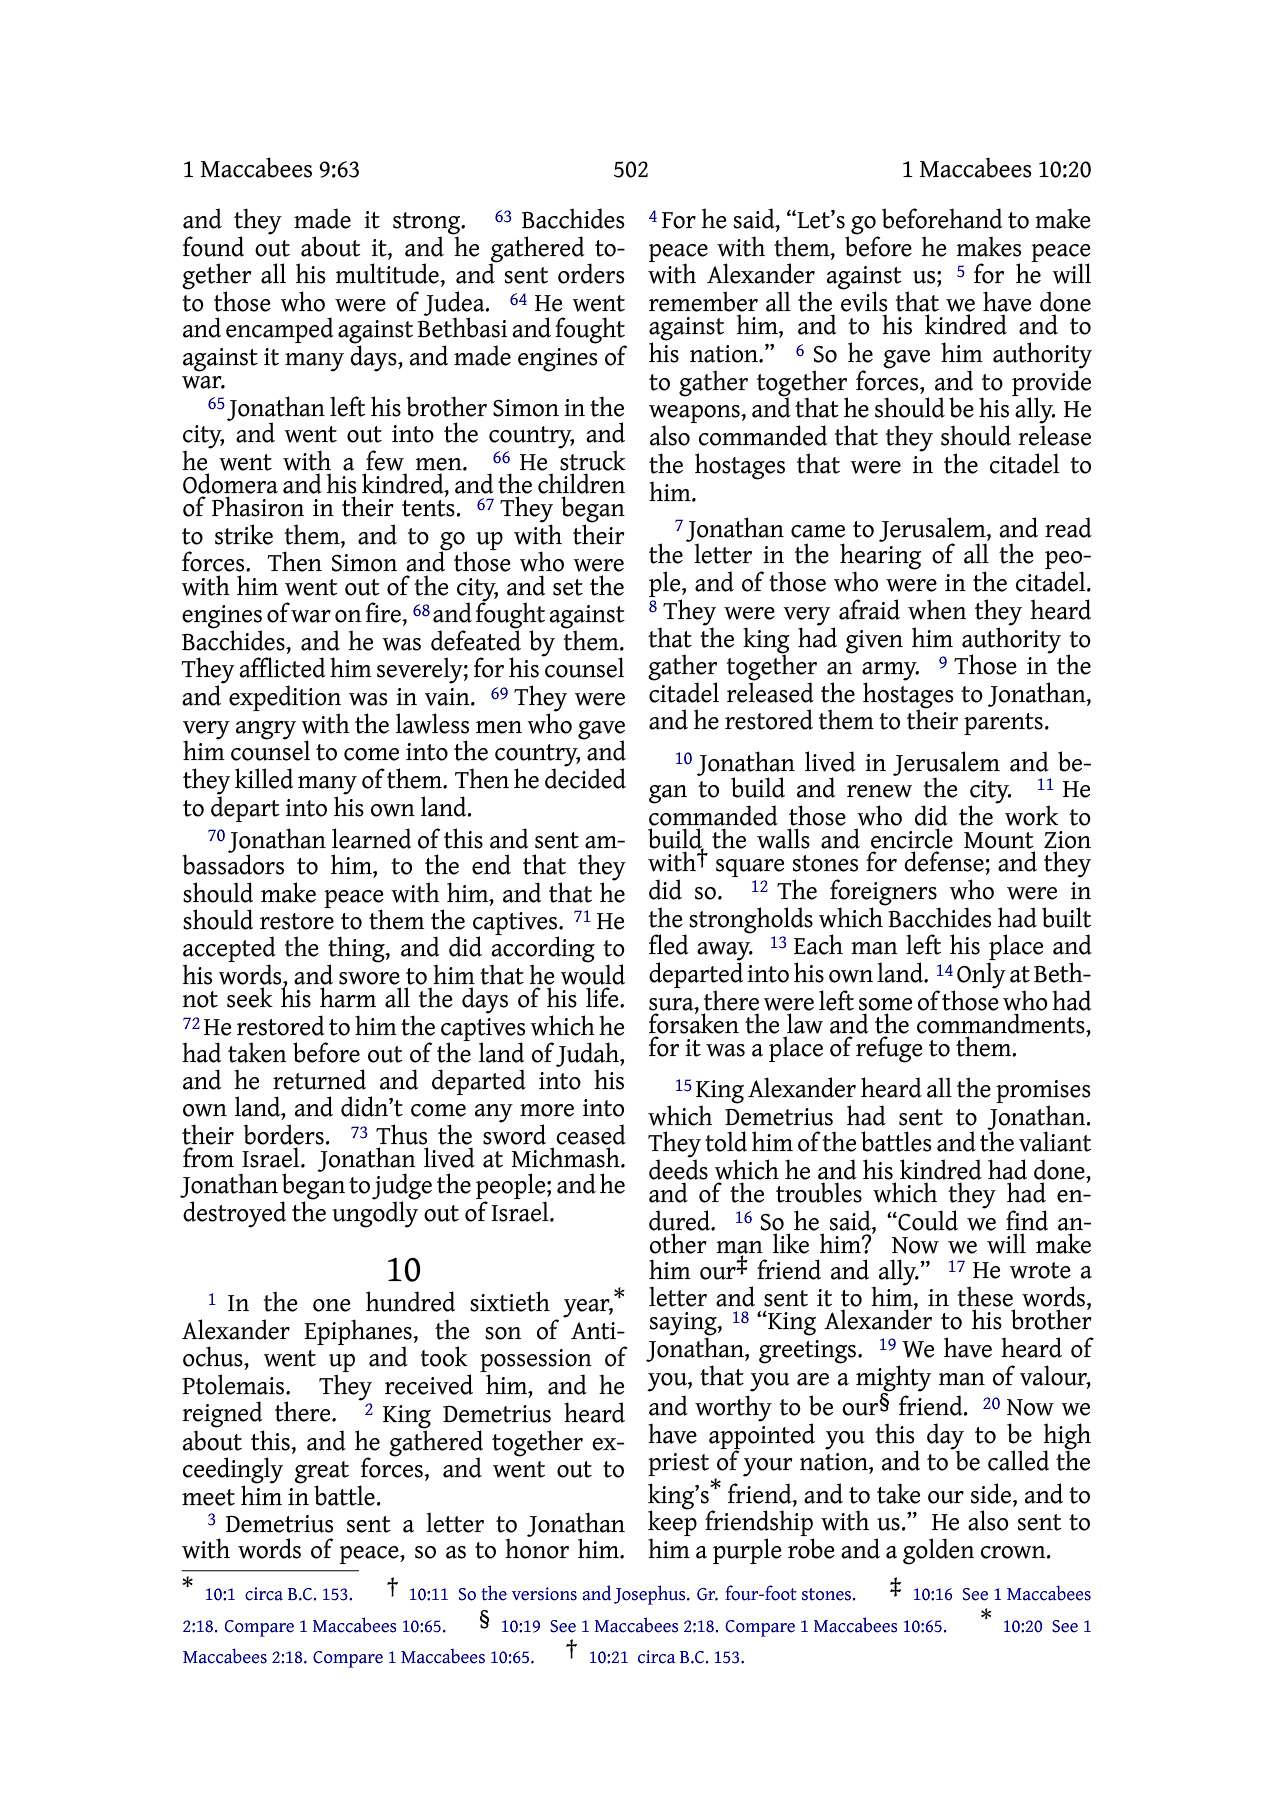 1 Maccabees 9:63 502 1 Maccabees 10:20
and they made it strong. 63 Bacchides
found out about it, and he gathered to-
gether all his multitude, and sent orders
to those who were of Judea. 64 He went
and encamped against Bethbasi and fought
against it many days, and made engines of
war.
65 Jonathan left his brother Simon in the
city, and went out into the country, and
he went with a few men. 66 He struck
Odomera and his kindred, and the children
of Phasiron in their tents. 67 They began
to strike them, and to go up with their
forces. Then Simon and those who were
with him went out of the city, and set the
engines of war on fire, 68 and fought against
Bacchides, and he was defeated by them.
They afflicted him severely; for his counsel
and expedition was in vain. 69 They were
very angry with the lawless men who gave
him counsel to come into the country, and
they killed many of them. Then he decided
to depart into his own land.
70 Jonathan learned of this and sent am-
bassadors to him, to the end that they
should make peace with him, and that he
should restore to them the captives. 71 He
accepted the thing, and did according to
his words, and swore to him that he would
not seek his harm all the days of his life.
72 He restored to him the captives which he
had taken before out of the land of Judah,
and he returned and departed into his
own land, and didn’t come any more into
their borders. 73 Thus the sword ceased
from Israel. Jonathan lived at Michmash.
Jonathan began to judge the people; and he
destroyed the ungodly out of Israel.
10
1 In the one hundred sixtieth year,*
Alexander Epiphanes, the son of Anti-
ochus, went up and took possession of
Ptolemais. They received him, and he
reigned there. 2 King Demetrius heard
about this, and he gathered together ex-
ceedingly great forces, and went out to
meet him in battle.
3 Demetrius sent a letter to Jonathan
with words of peace, so as to honor him.
4 For he said, “Let’s go beforehand to make
peace with them, before he makes peace
with Alexander against us; 5 for he will
remember all the evils that we have done
against him, and to his kindred and to
his nation.” 6 So he gave him authority
to gather together forces, and to provide
weapons, and that he should be his ally. He
also commanded that they should release
the hostages that were in the citadel to
him.
7 Jonathan came to Jerusalem, and read
the letter in the hearing of all the peo-
ple, and of those who were in the citadel.
8 They were very afraid when they heard
that the king had given him authority to
gather together an army. 9 Those in the
citadel released the hostages to Jonathan,
and he restored them to their parents.
10 Jonathan lived in Jerusalem and be-
gan to build and renew the city. 11 He
commanded those who did the work to
build the walls and encircle Mount Zion
with† square stones for defense; and they
did so. 12 The foreigners who were in
the strongholds which Bacchides had built
fled away. 13 Each man left his place and
departed into his own land. 14 Only at Beth-
sura, there were left some of those who had
forsaken the law and the commandments,
for it was a place of refuge to them.
15 King Alexander heard all the promises
which Demetrius had sent to Jonathan.
They told him of the battles and the valiant
deeds which he and his kindred had done,
and of the troubles which they had en-
dured. 16 So he said, “Could we find an-
other man like him? Now we will make
him our‡ friend and ally.” 17 He wrote a
letter and sent it to him, in these words,
saying, 18 “King Alexander to his brother
Jonathan, greetings. 19 We have heard of
you, that you are a mighty man of valour,
and worthy to be our§ friend. 20 Now we
have appointed you this day to be high
priest of your nation, and to be called the
king’s* friend, and to take our side, and to
keep friendship with us.” He also sent to
him a purple robe and a golden crown.
* 10:1 circa B.C. 153. † 10:11 So the versions and Josephus. Gr. four-foot stones. ‡ 10:16 See 1 Maccabees
2:18. Compare 1 Maccabees 10:65. § 10:19 See 1 Maccabees 2:18. Compare 1 Maccabees 10:65. * 10:20 See 1
Maccabees 2:18. Compare 1 Maccabees 10:65. † 10:21 circa B.C. 153.